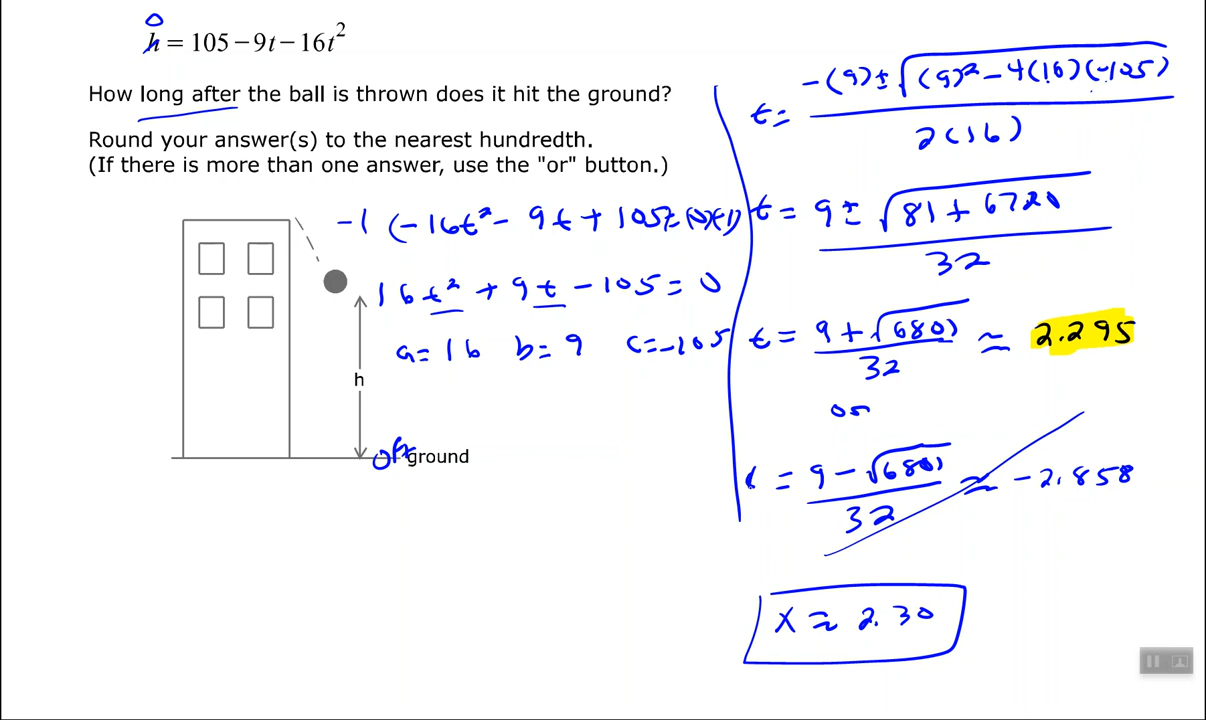 0
h = 105 − 9t − 16t²
How long after the ball is thrown does it hit the ground?
Round your answer(s) to the nearest hundredth.
(If there is more than one answer, use the "or" button.)
-1 (-16t² - 9t + 105 = (0)(-1)
16t² + 9t - 105 = 0
a = 16 b = 9 c = -105
h
0 ft
ground
t = (-(9) ± √((9)² - 4(16)(-105))) / 2(16)
t = (9 ± √(81 + 6720)) / 32
t = (9 + √(6801)) / 32 ≈ 2.295
or
t = (9 - √(6801)) / 32 ≈ -2.858
x ≈ 2.30